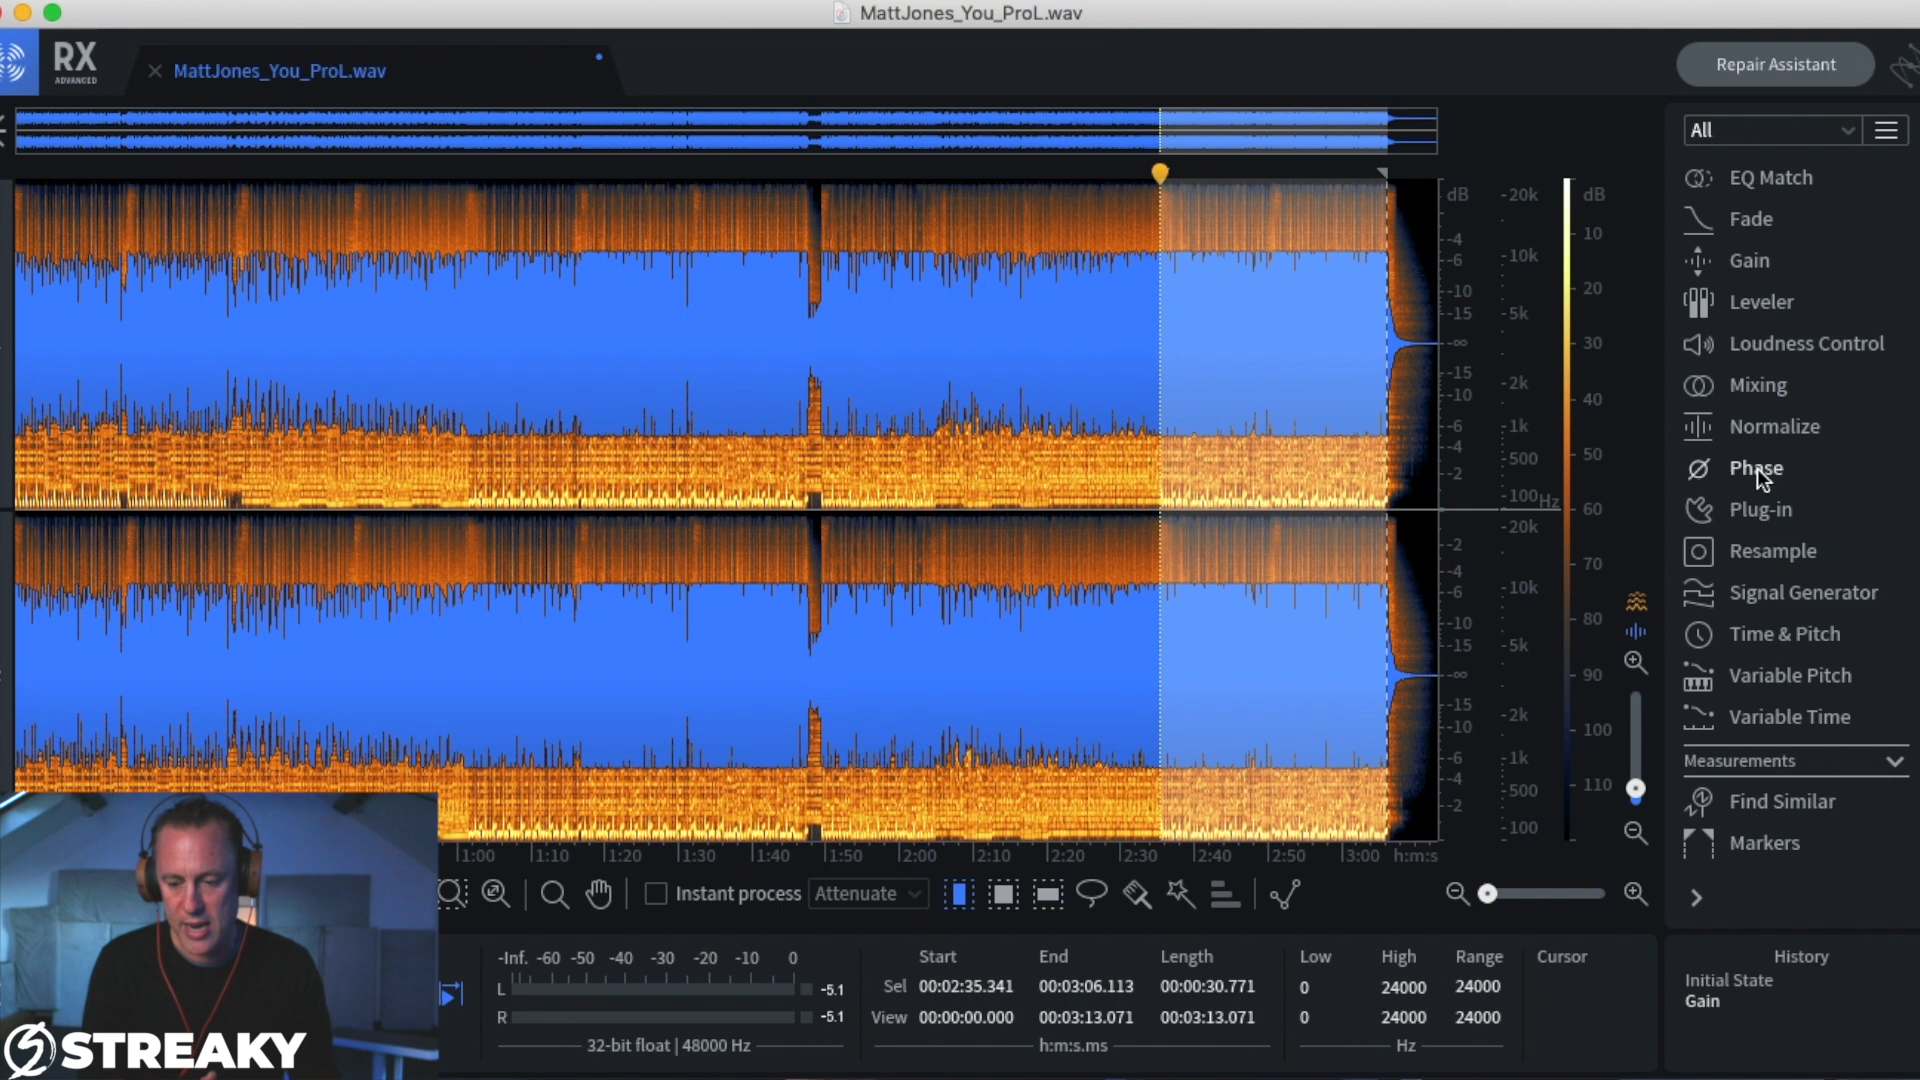 MattJones_You_ProL.wav
RX
ADVANCED
MattJones_You_ProL.wav
Repair Assistant
All
EQ Match
Fade
Gain
Leveler
Loudness Control
Mixing
Normalize
Phase
Plug-in
Resample
Signal Generator
Time & Pitch
Variable Pitch
Variable Time
Measurements
Find Similar
Markers
dB
-4
-6
-10
-15
-∞
-15
-10
-6
-4
-2
-20k
-10k
-5k
-2k
-1k
-500
-100 Hz
-2
-4
-6
-10
-15
-∞
-15
-10
-6
-4
-2
-20k
-10k
-5k
-2k
-1k
-500
-100
dB
10
20
30
40
50
60
70
80
90
100
110
1:00 1:10 1:20 1:30 1:40 1:50 2:00 2:10 2:20 2:30 2:40 2:50 3:00 h:m:s
Instant process Attenuate
-Inf. -60 -50 -40 -30 -20 -10 0
L -5.1
R -5.1
32-bit float | 48000 Hz
Start End Length
Sel 00:02:35.341 00:03:06.113 00:00:30.771
View 00:00:00.000 00:03:13.071 00:03:13.071
h:m:s.ms
Low High Range
0 24000 24000
0 24000 24000
Hz
Cursor
History
Initial State
Gain
STREAKY